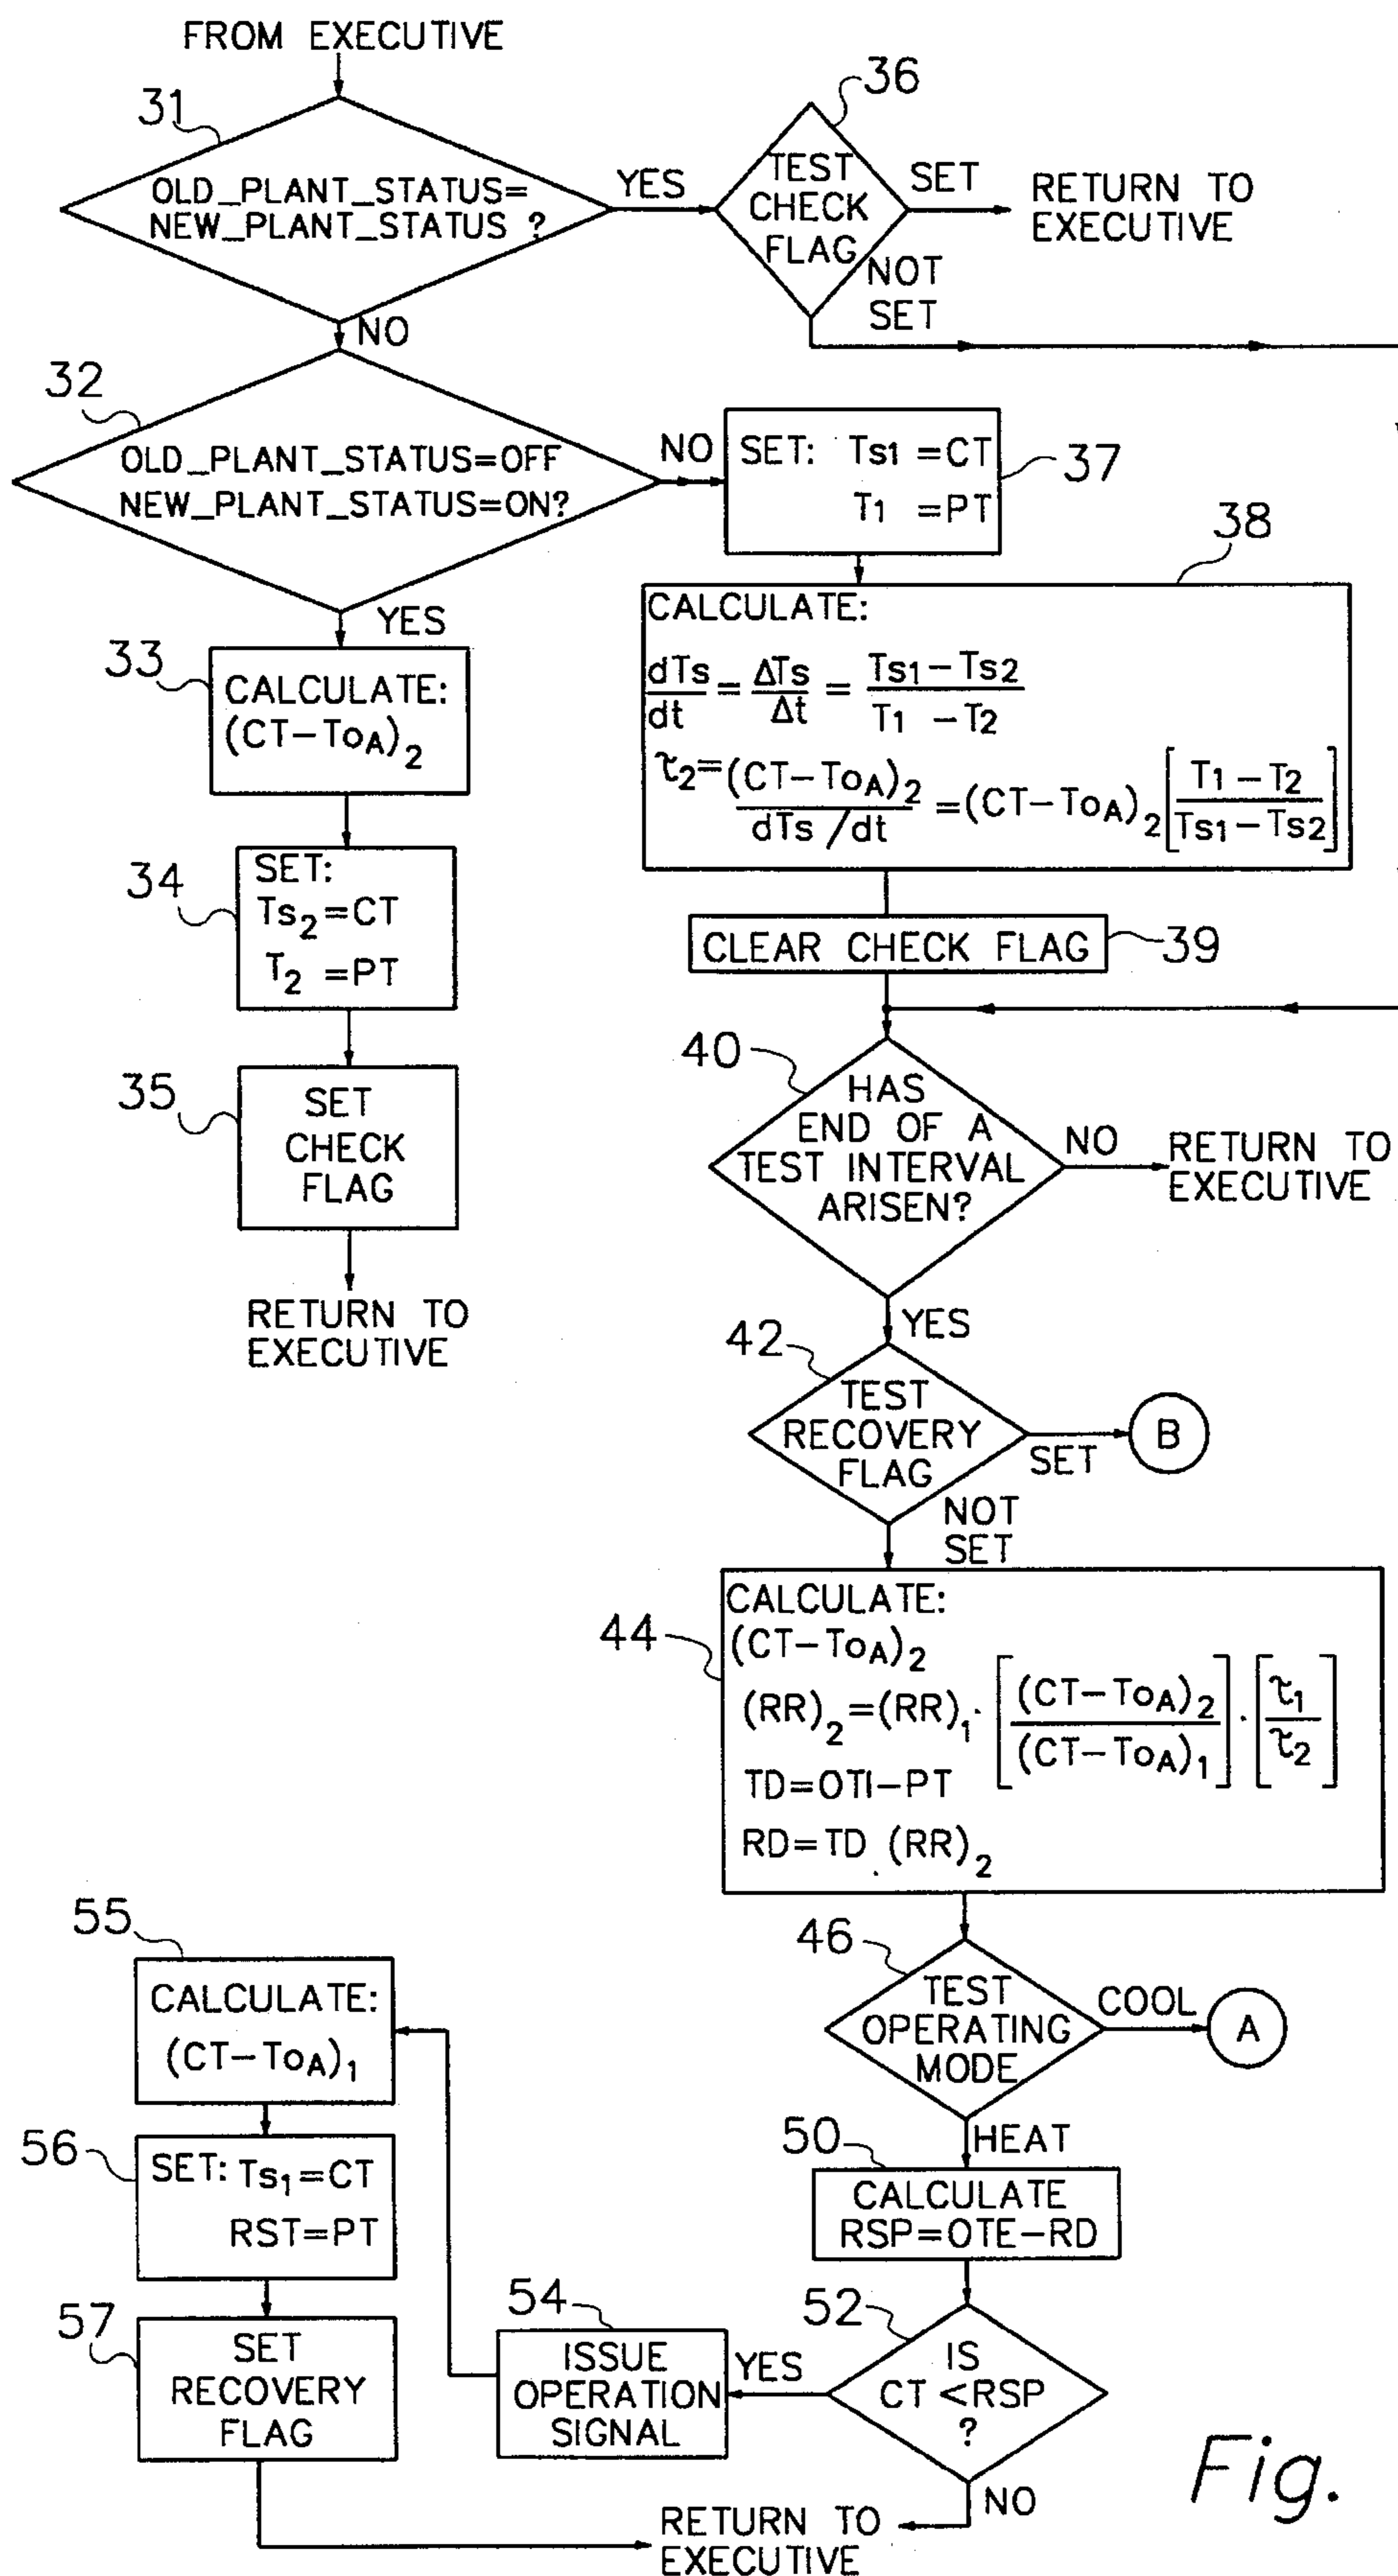 FROM EXECUTIVE
31
OLD_PLANT_STATUS=
NEW_PLANT_STATUS ?
YES
36
TEST
CHECK
FLAG
SET
RETURN TO
EXECUTIVE
NOT
SET
NO
32
OLD_PLANT_STATUS=OFF
NEW_PLANT_STATUS=ON?
NO
SET: Ts1 =CT
T1 =PT
37
YES
33
CALCULATE:
(CT-TOA)2
34
SET:
Ts2=CT
T2 =PT
35
SET
CHECK
FLAG
RETURN TO
EXECUTIVE
38
CALCULATE:
dTs/dt = ΔTs/Δt = Ts1-Ts2/T1 -T2
τ2=(CT-TOA)2/dTs/dt =(CT-TOA)2[T1-T2/Ts1-Ts2]
CLEAR CHECK FLAG
39
40
HAS
END OF A
TEST INTERVAL
ARISEN?
NO
RETURN TO
EXECUTIVE
YES
42
TEST
RECOVERY
FLAG
SET
B
NOT
SET
44
CALCULATE:
(CT-TOA)2
(RR)2=(RR)1·[(CT-TOA)2/(CT-TOA)1]·[τ1/τ2]
TD=OTI-PT
RD=TD (RR)2
46
TEST
OPERATING
MODE
COOL
A
HEAT
50
CALCULATE
RSP=OTE-RD
52
IS
CT <RSP
?
YES
54
ISSUE
OPERATION
SIGNAL
55
CALCULATE:
(CT-TOA)1
56
SET: Ts1=CT
RST=PT
57
SET
RECOVERY
FLAG
NO
RETURN TO
EXECUTIVE
Fig.